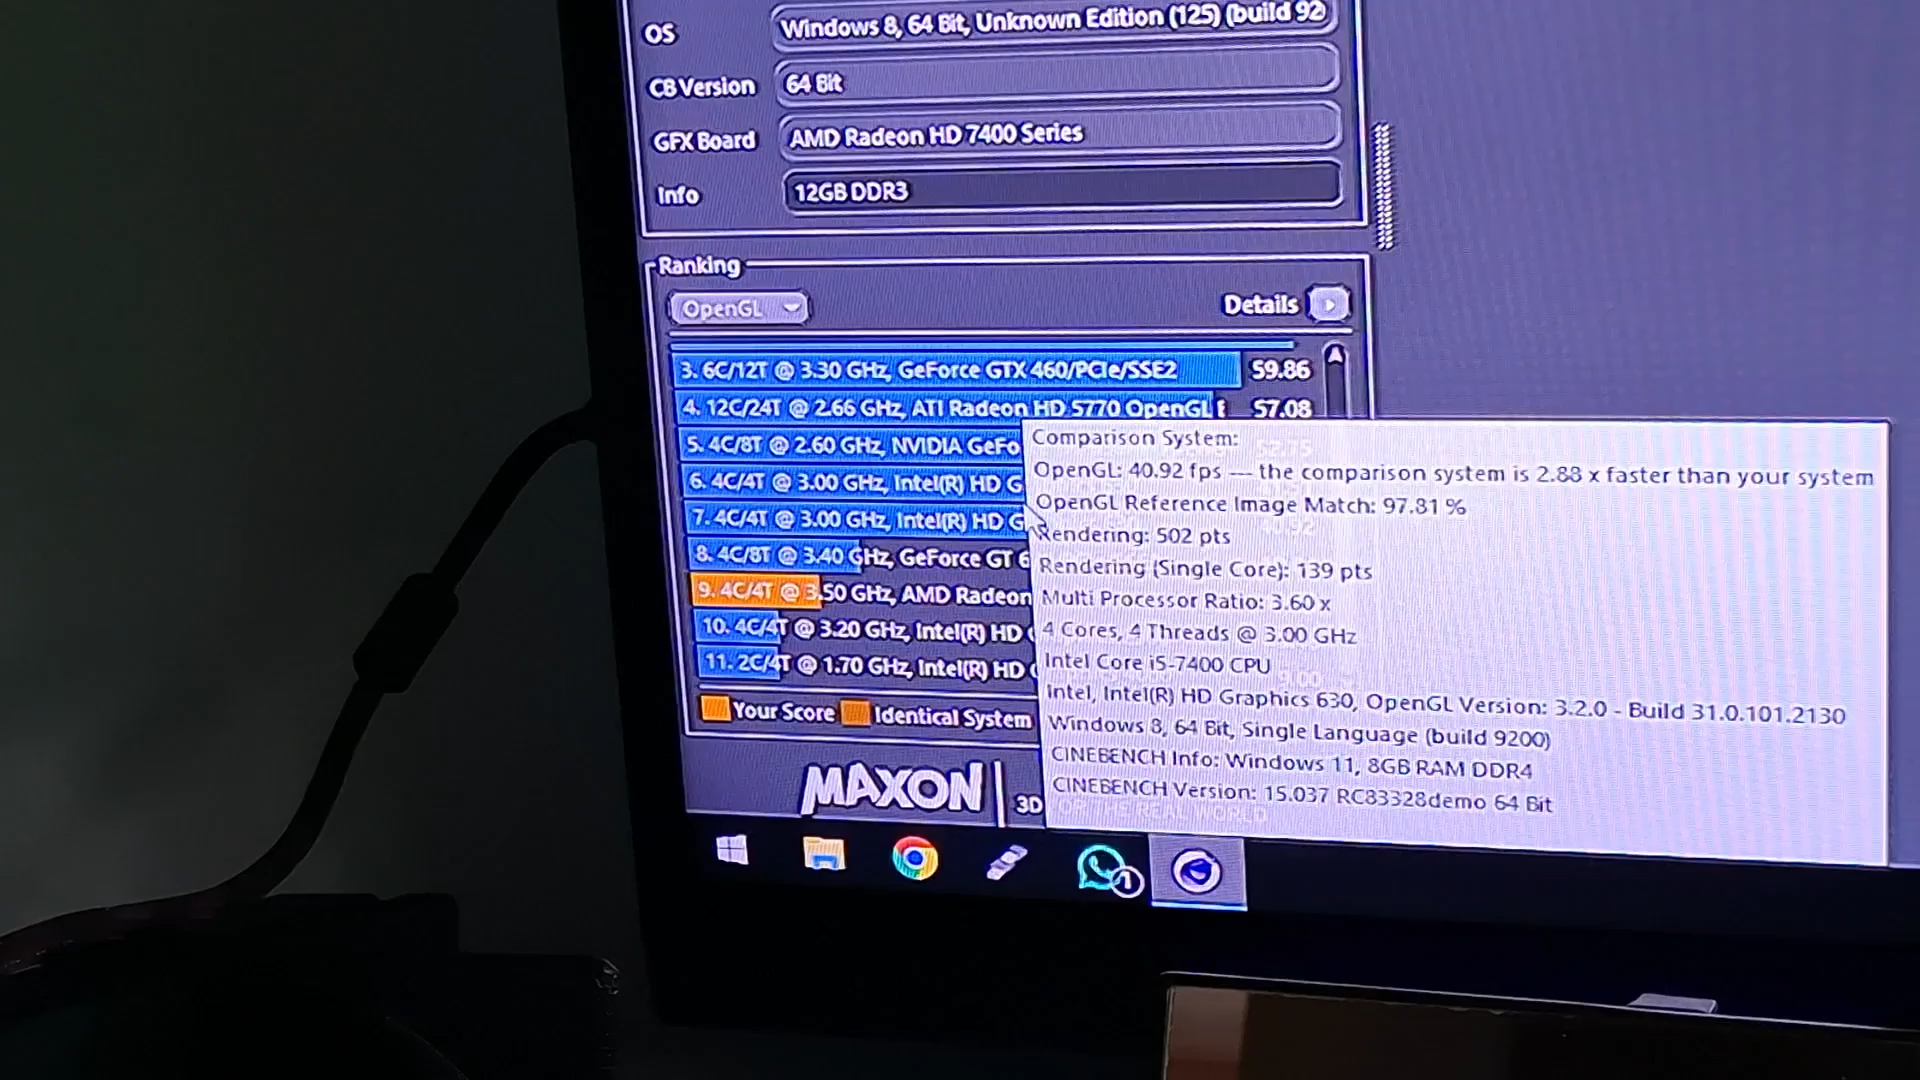 OS
Windows 8, 64 Bit, Unknown Edition (125) (build 92
CB Version
64 Bit
GFX Board
AMD Radeon HD 7400 Series
Info
12GB DDR3
Ranking
OpenGL
Details
3. 6C/12T @ 3.30 GHz, GeForce GTX 460/PCIe/SSE2
59.86
4. 12C/24T @ 2.66 GHz, ATI Radeon HD 5770 OpenGL
57.08
5. 4C/8T @ 2.60 GHz, NVIDIA GeFo
6. 4C/4T @ 3.00 GHz, Intel(R) HD G
7. 4C/4T @ 3.00 GHz, Intel(R) HD G
8. 4C/8T @ 3.40 GHz, GeForce GT 6
9. 4C/4T @ 3.50 GHz, AMD Radeon
10. 4C/4T @ 3.20 GHz, Intel(R) HD
11. 2C/4T @ 1.70 GHz, Intel(R) HD
Your Score
Identical System
Comparison System:
OpenGL: 40.92 fps --- the comparison system is 2.88 x faster than your system
OpenGL Reference Image Match: 97.81 %
Rendering: 502 pts
Rendering (Single Core): 139 pts
Multi Processor Ratio: 3.60 x
4 Cores, 4 Threads @ 3.00 GHz
Intel Core i5-7400 CPU
Intel, Intel(R) HD Graphics 630, OpenGL Version: 3.2.0 - Build 31.0.101.2130
Windows 8, 64 Bit, Single Language (build 9200)
CINEBENCH Info: Windows 11, 8GB RAM DDR4
CINEBENCH Version: 15.037 RC83328demo 64 Bit
MAXON
3D
FOR THE REAL WORLD
1